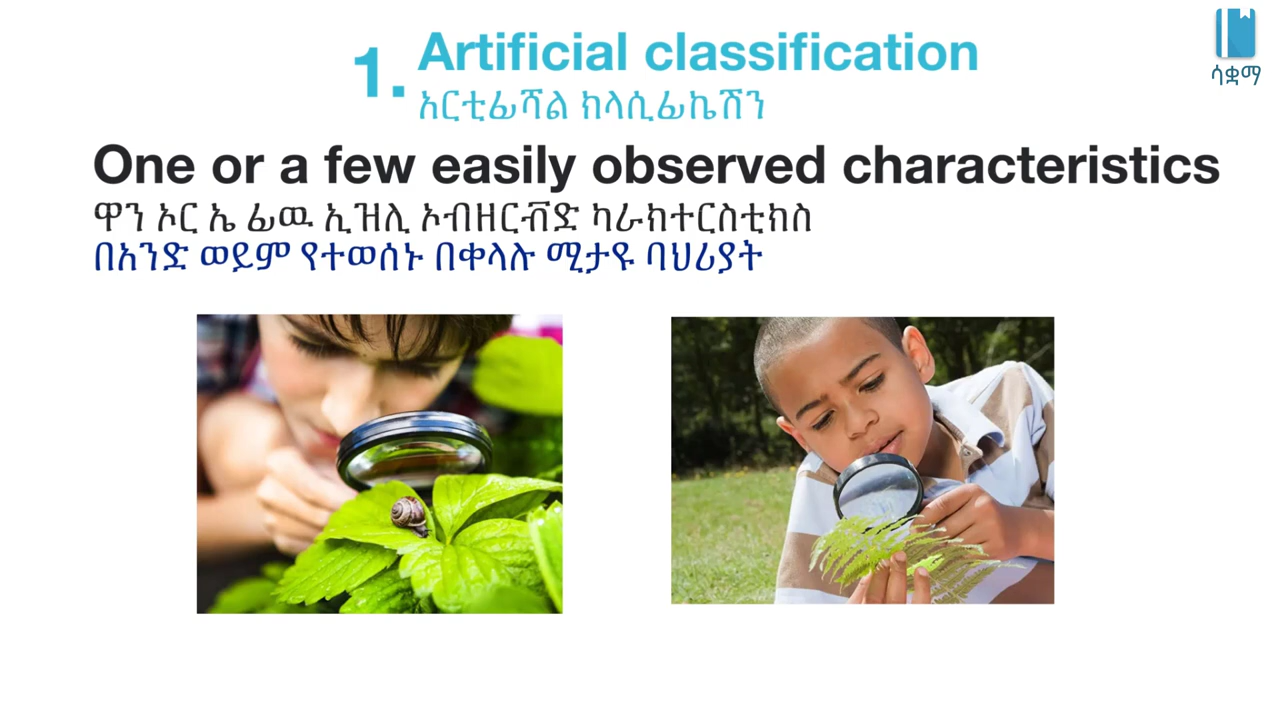 1. Artificial classification
አርቲፊሻል ክላሲፊኬሽን
ሳቋማ
One or a few easily observed characteristics
ዋን ኦር ኤ ፊዉ ኢዝሊ ኦብዘርቭድ ካራክተርስቲክስ
በአንድ ወይም የተወሰኑ በቀላሉ ሚታዩ ባህሪያት